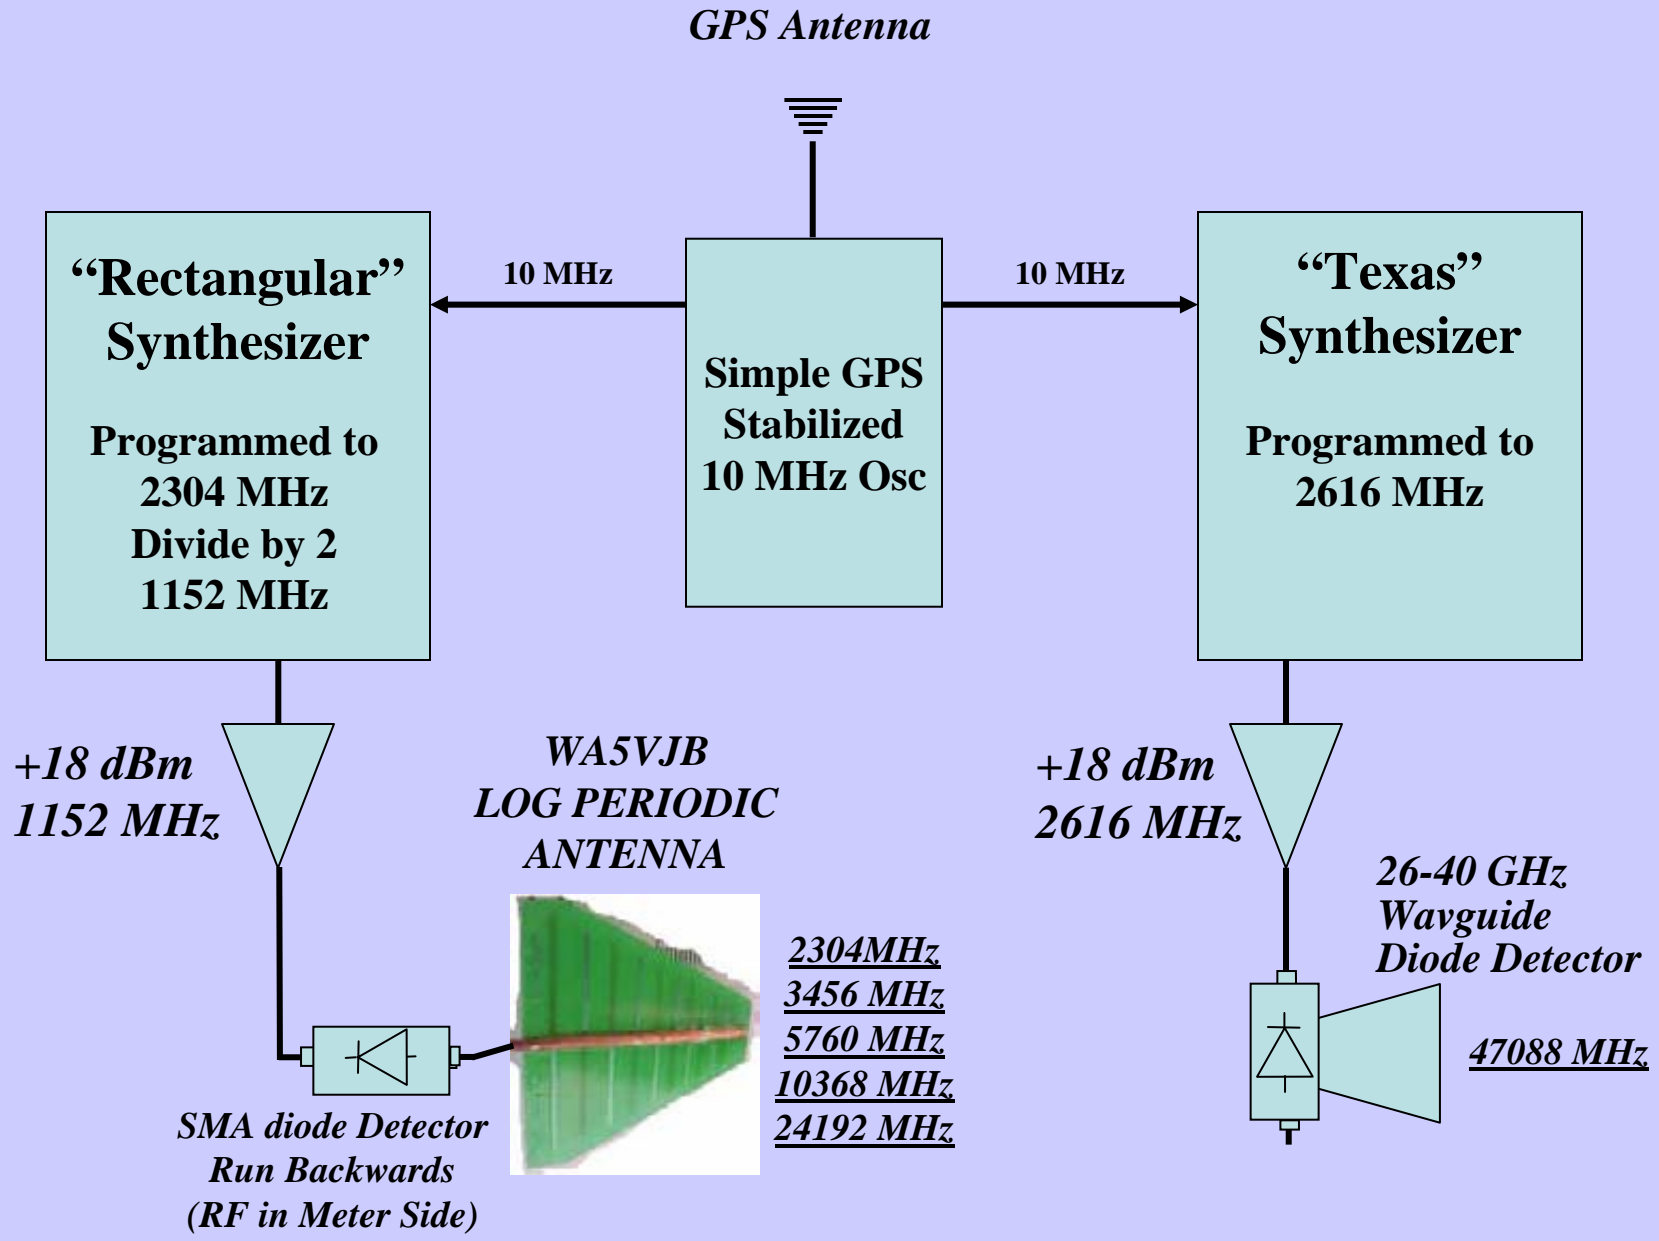 GPS Antenna
“Rectangular”
Synthesizer
Programmed to
2304 MHz
Divide by 2
1152 MHz
10 MHz
Simple GPS
Stabilized
10 MHz Osc
10 MHz
“Texas”
Synthesizer
Programmed to
2616 MHz
+18 dBm
1152 MHz
WA5VJB
LOG PERIODIC
ANTENNA
2304MHz
3456 MHz
5760 MHz
10368 MHz
24192 MHz
SMA diode Detector
Run Backwards
(RF in Meter Side)
+18 dBm
2616 MHz
26-40 GHz
Wavguide
Diode Detector
47088 MHz